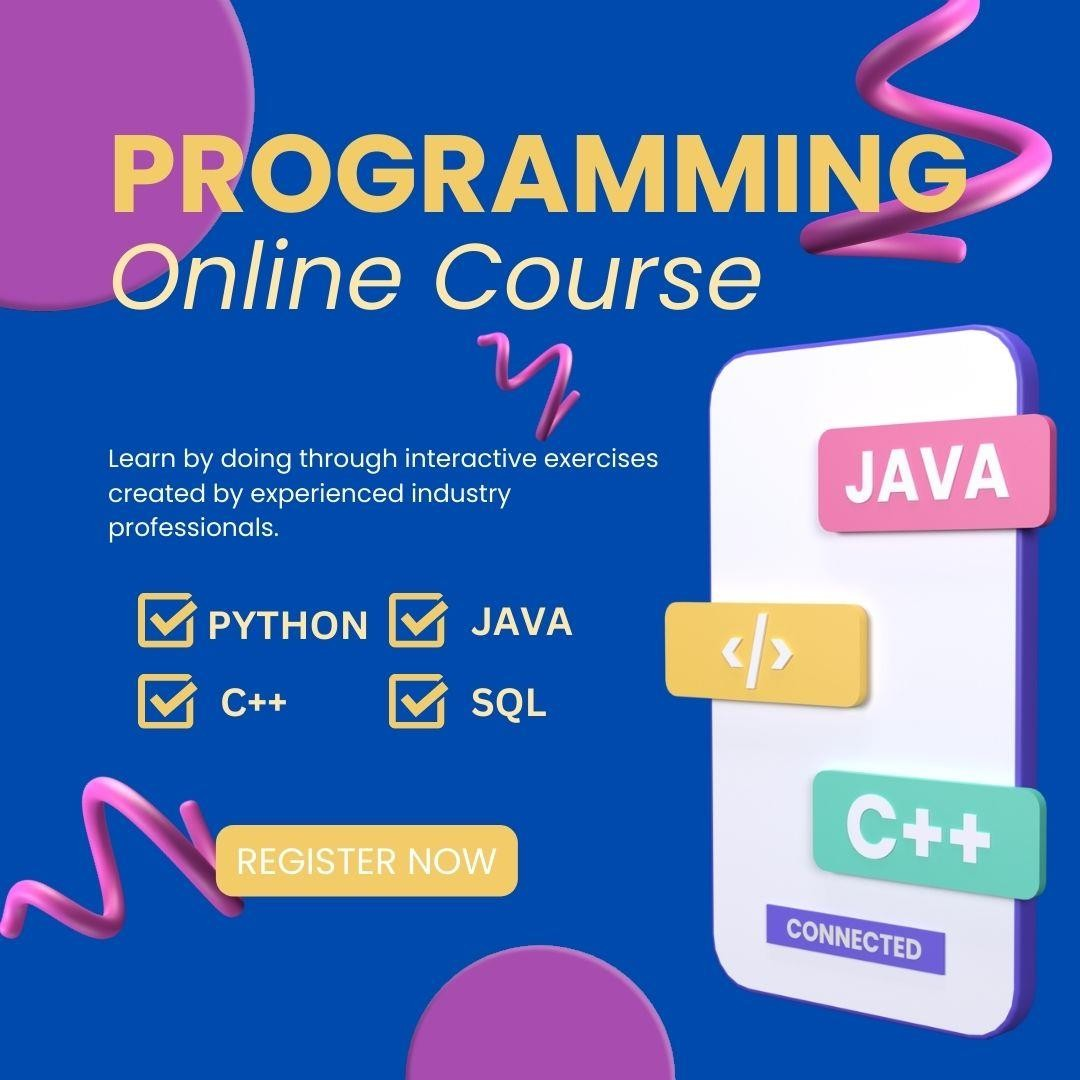 PROGRAMMING
Online Course
Learn by doing through interactive exercises
created by experienced industry
professionals.
PYTHON
JAVA
C++
SQL
REGISTER NOW
JAVA
</>
C++
CONNECTED